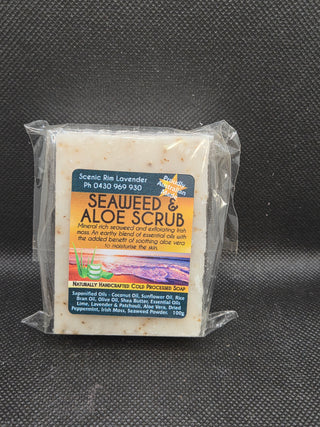 Scenic Rim Lavender
Ph 0430 969 930
Proudly
Australian
Made
SEAWEED &
ALOE SCRUB
Mineral rich seaweed and exfoliating Irish
moss. An earthy blend of essential oils with
the added benefit of soothing aloe vera
to moisturise the skin.
NATURALLY HANDCRAFTED COLD PROCESSED SOAP
Saponified Oils - Coconut Oil, Sunflower Oil, Rice
Bran Oil, Olive Oil, Shea Butter, Essential Oils
Lime, Lavender & Patchouli, Aloe Vera, Dried
Peppermint, Irish Moss, Seaweed Powder. 100g